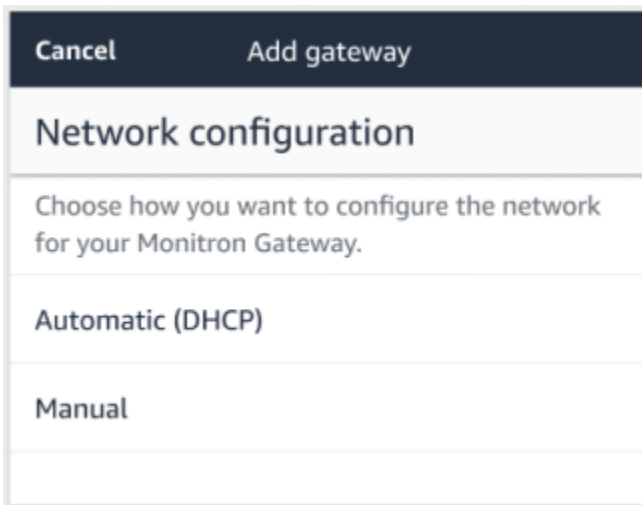 Cancel Add gateway
Network configuration
Choose how you want to configure the network
for your Monitron Gateway.
Automatic (DHCP)
Manual